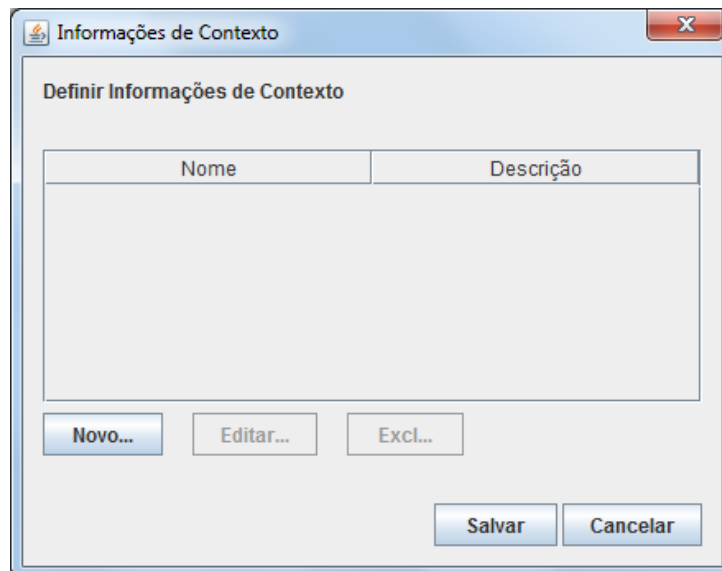 Informações de Contexto
Definir Informações de Contexto
Nome Descrição
Novo... Editar... Excl...
Salvar Cancelar